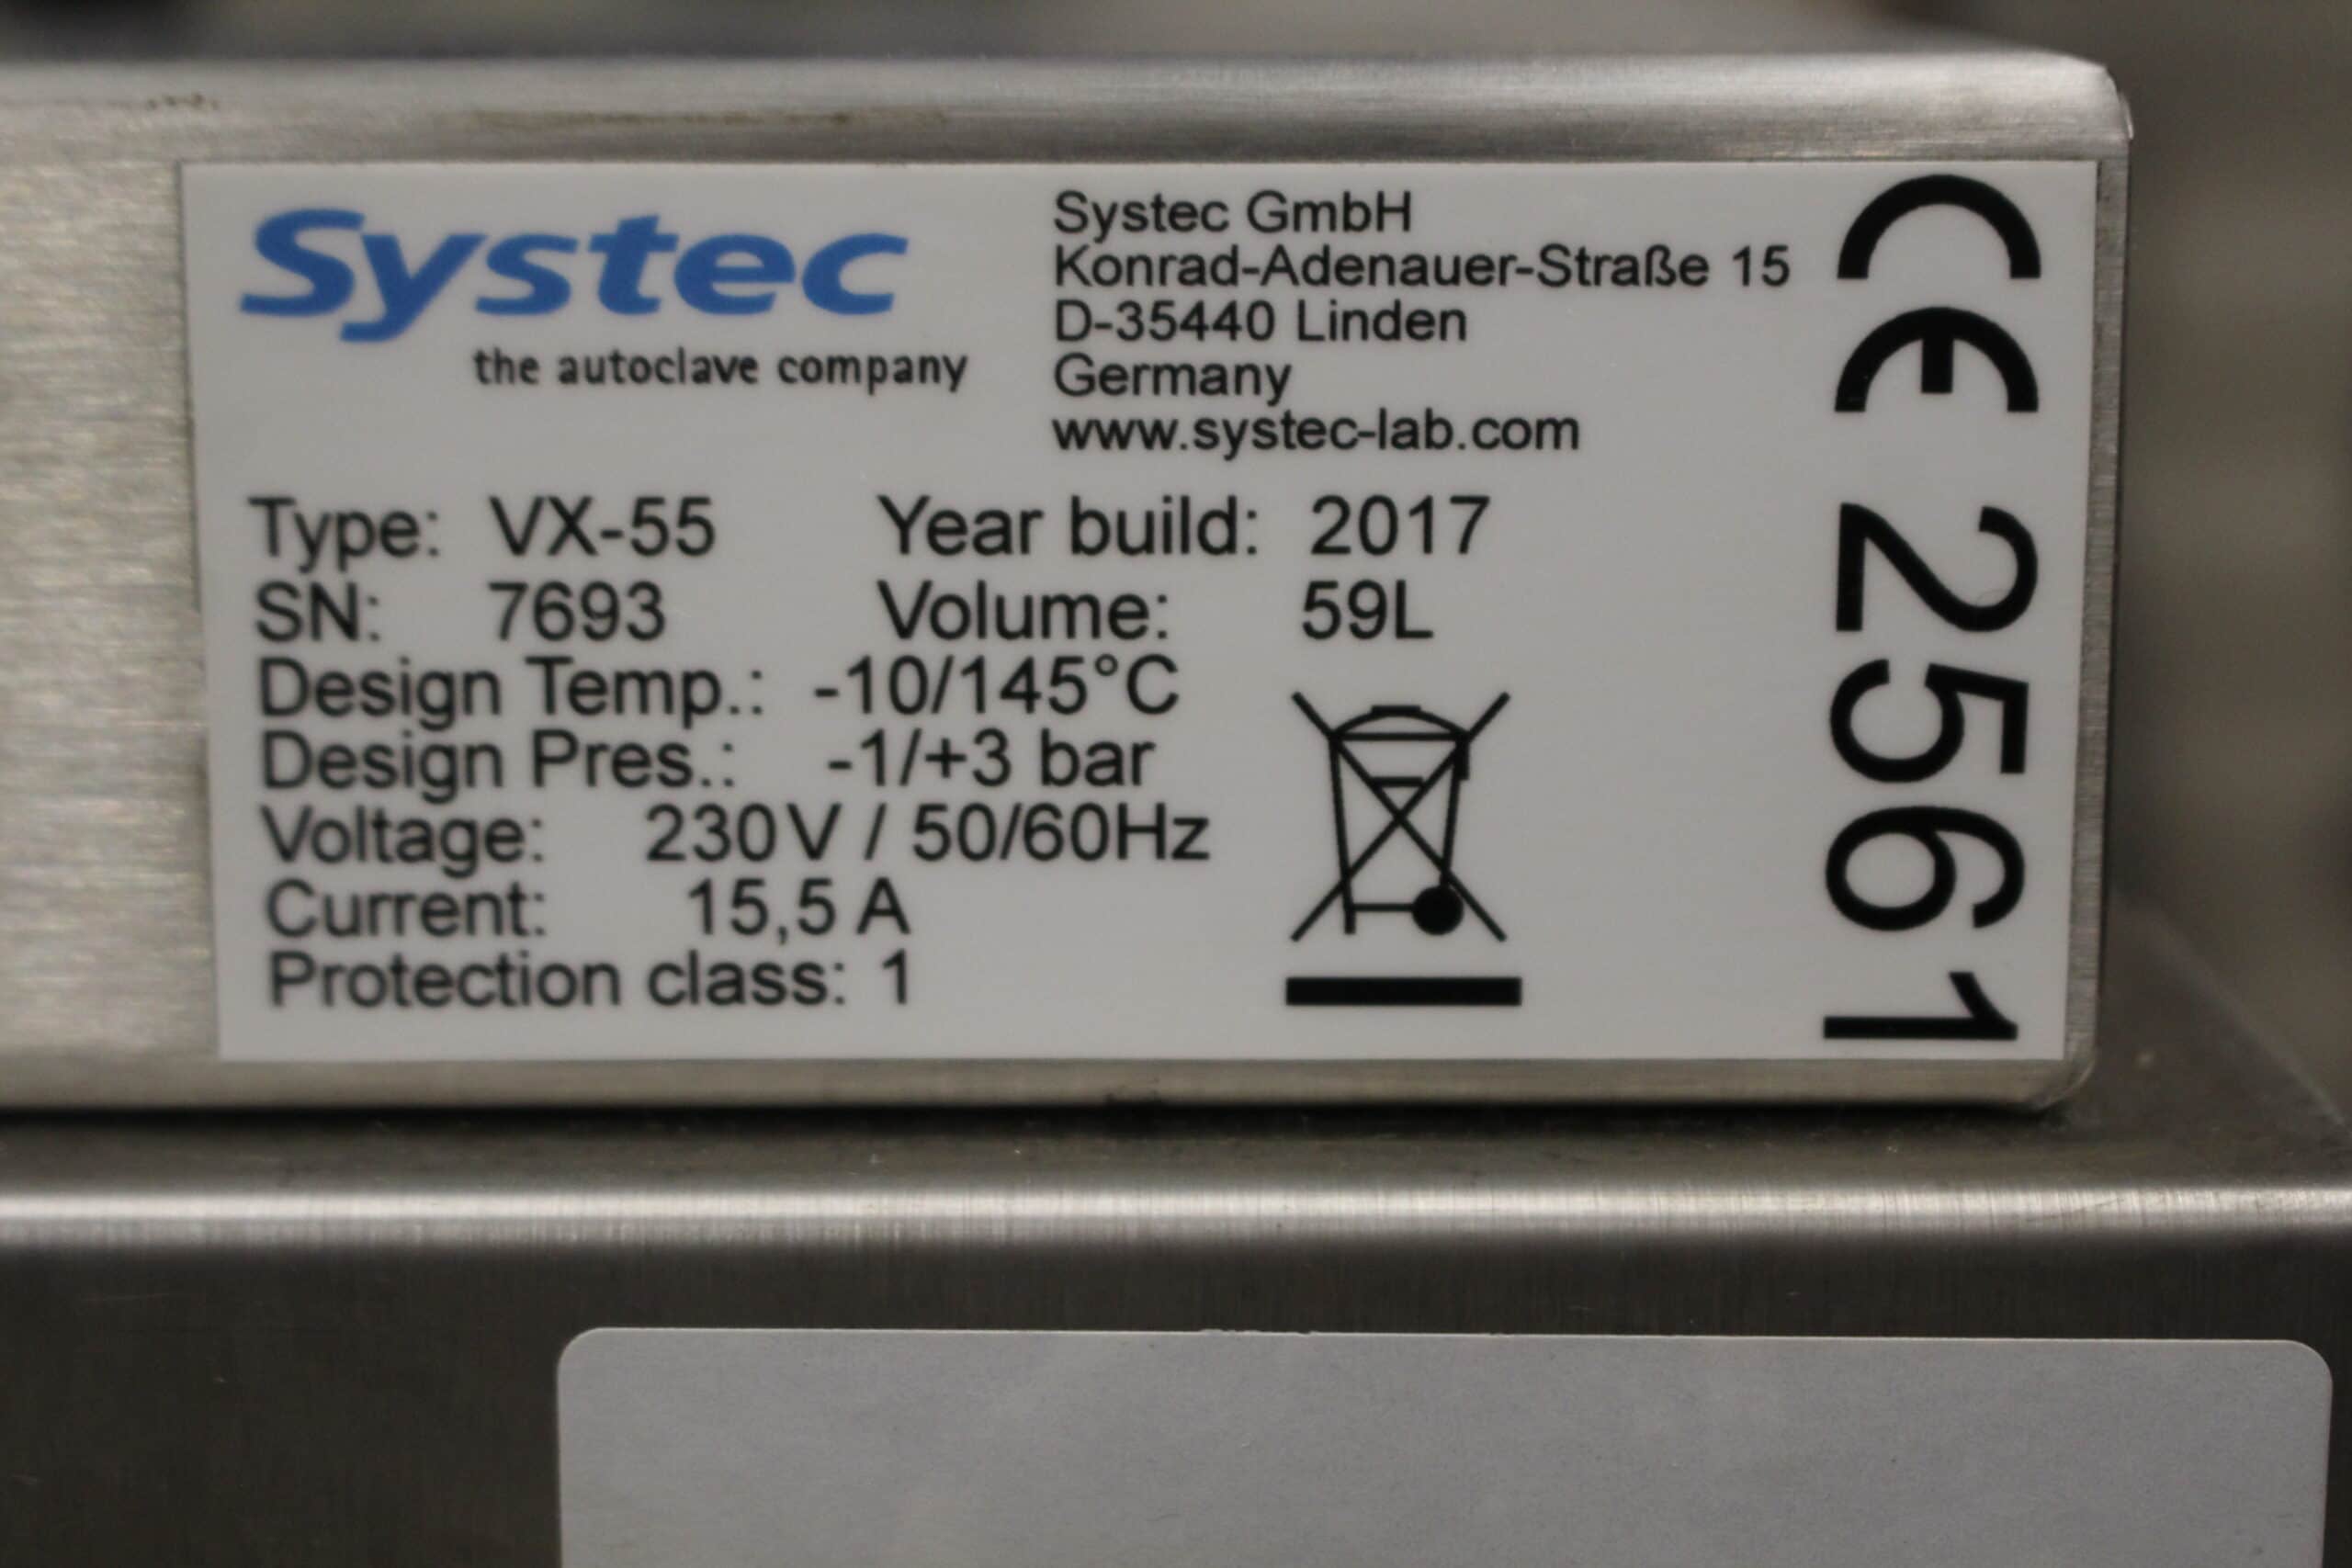 Systec
the autoclave company
Systec GmbH
Konrad-Adenauer-Straße 15
D-35440 Linden
Germany
www.systec-lab.com
Type: VX-55 Year build: 2017
SN: 7693 Volume: 59L
Design Temp.: -10/145°C
Design Pres.: -1/+3 bar
Voltage: 230V / 50/60Hz
Current: 15,5 A
Protection class: 1
CE 2561